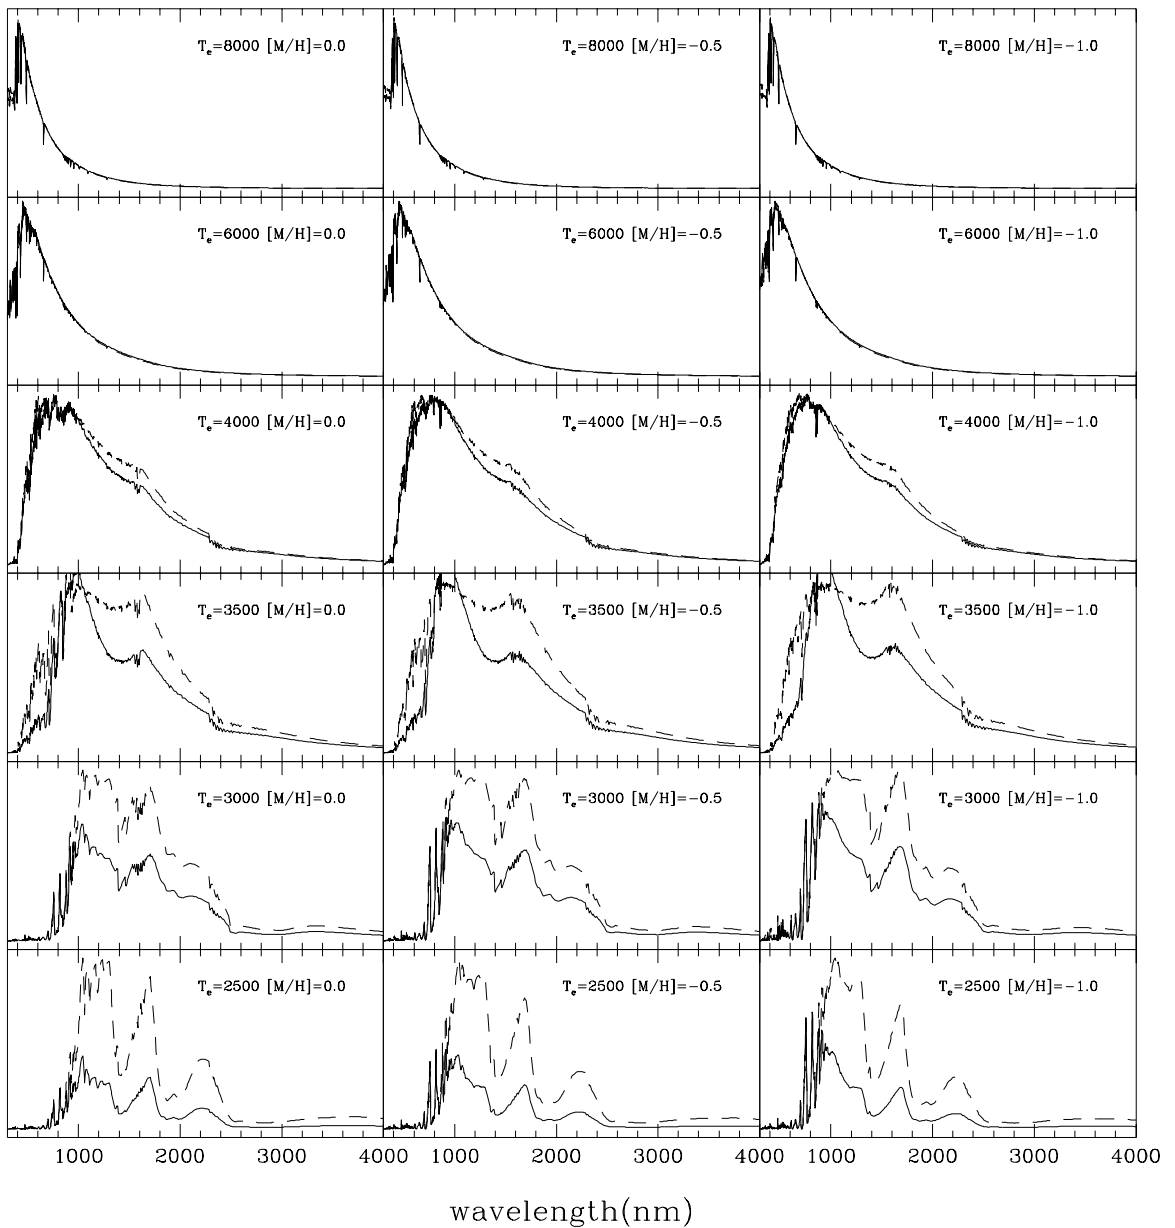 T_e=8000 [M/H]=0.0 T_e=8000 [M/H]=−0.5 T_e=8000 [M/H]=−1.0
T_e=6000 [M/H]=0.0 T_e=6000 [M/H]=−0.5 T_e=6000 [M/H]=−1.0
T_e=4000 [M/H]=0.0 T_e=4000 [M/H]=−0.5 T_e=4000 [M/H]=−1.0
T_e=3500 [M/H]=0.0 T_e=3500 [M/H]=−0.5 T_e=3500 [M/H]=−1.0
T_e=3000 [M/H]=0.0 T_e=3000 [M/H]=−0.5 T_e=3000 [M/H]=−1.0
T_e=2500 [M/H]=0.0 T_e=2500 [M/H]=−0.5 T_e=2500 [M/H]=−1.0
1000 2000 3000 4000 1000 2000 3000 4000 1000 2000 3000 4000
wavelength(nm)